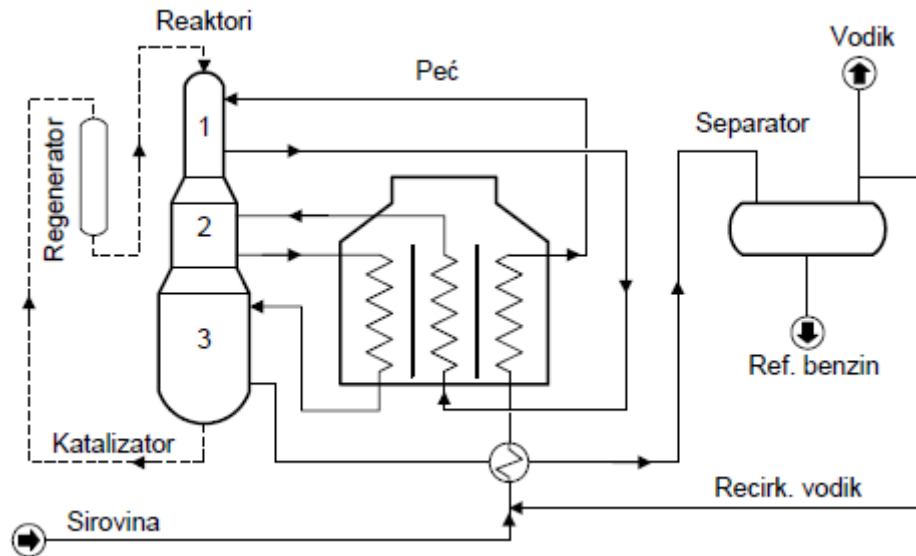 Reaktori
Vodik
Peć
Separator
1
Regenerator
2
3
Ref. benzin
Katalizator
Recirk. vodik
Sirovina